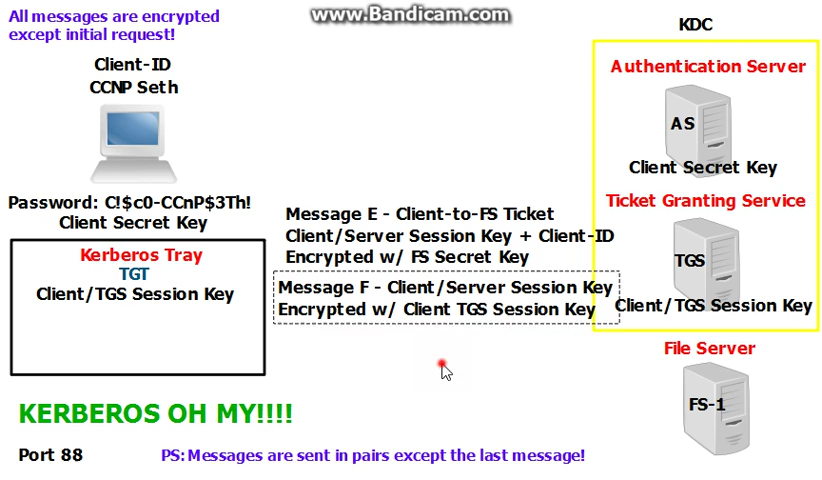 www.Bandicam.com
All messages are encrypted
except initial request!
KDC
Client-ID
CCNP Seth
Authentication Server
AS
Client Secret Key
Password: C!$c0-CCnP$3Th!
Client Secret Key
Ticket Granting Service
Message E - Client-to-FS Ticket
Client/Server Session Key + Client-ID
Encrypted w/ FS Secret Key
Kerberos Tray
TGT
Client/TGS Session Key
TGS
Message F - Client/Server Session Key
Encrypted w/ Client TGS Session Key
Client/TGS Session Key
File Server
FS-1
KERBEROS OH MY!!!!
Port 88
PS: Messages are sent in pairs except the last message!